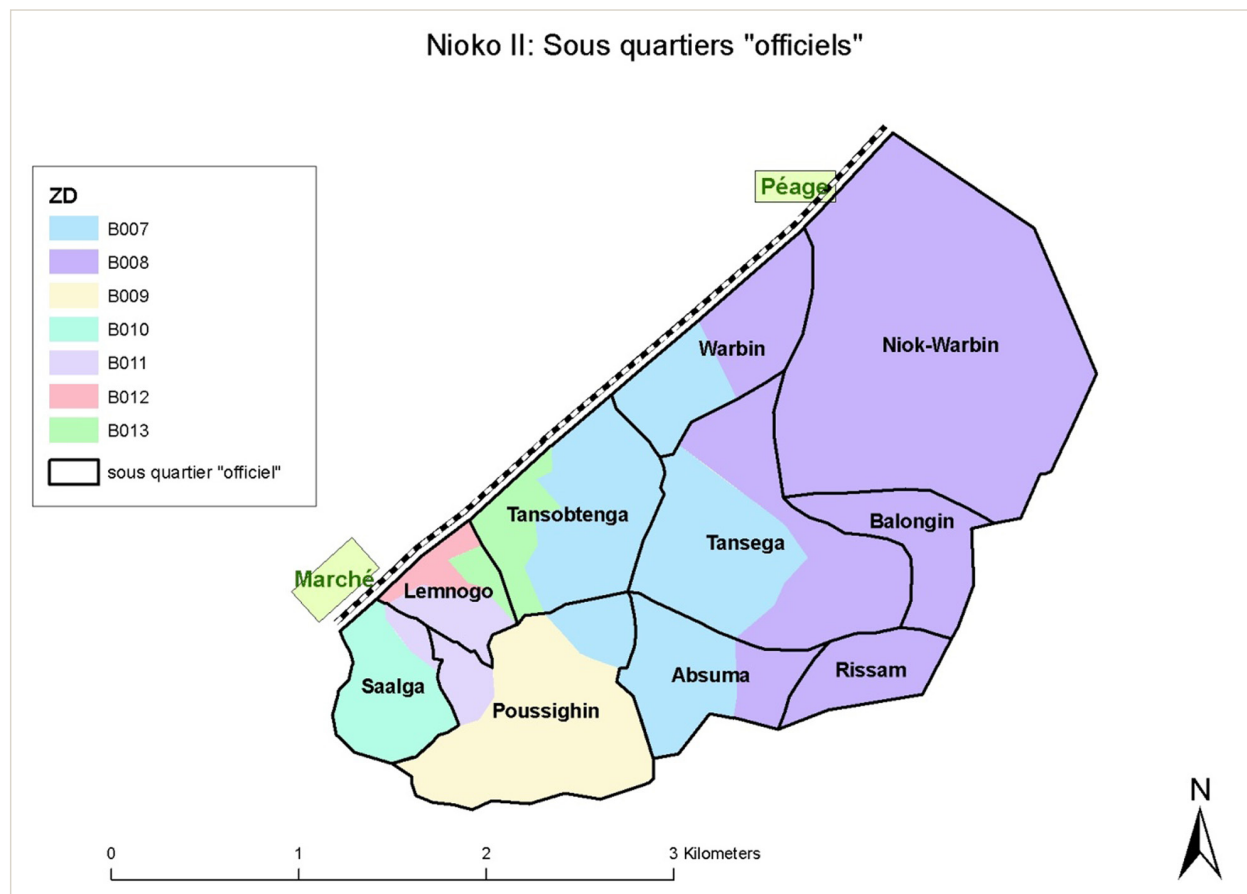 Nioko II: Sous quartiers "officiels"
Péage
ZD
B007
B008
B009
B010
B011
B012
B013
sous quartier "officiel"
Warbin
Niok-Warbin
Tansobtenga
Balongin
Tansega
Marché
Lemnogo
Saalga
Absuma
Rissam
Poussighin
N
0 1 2 3 Kilometers